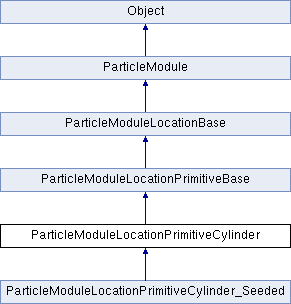 Object
ParticleModule
ParticleModuleLocationBase
ParticleModuleLocationPrimitiveBase
ParticleModuleLocationPrimitiveCylinder
ParticleModuleLocationPrimitiveCylinder_Seeded